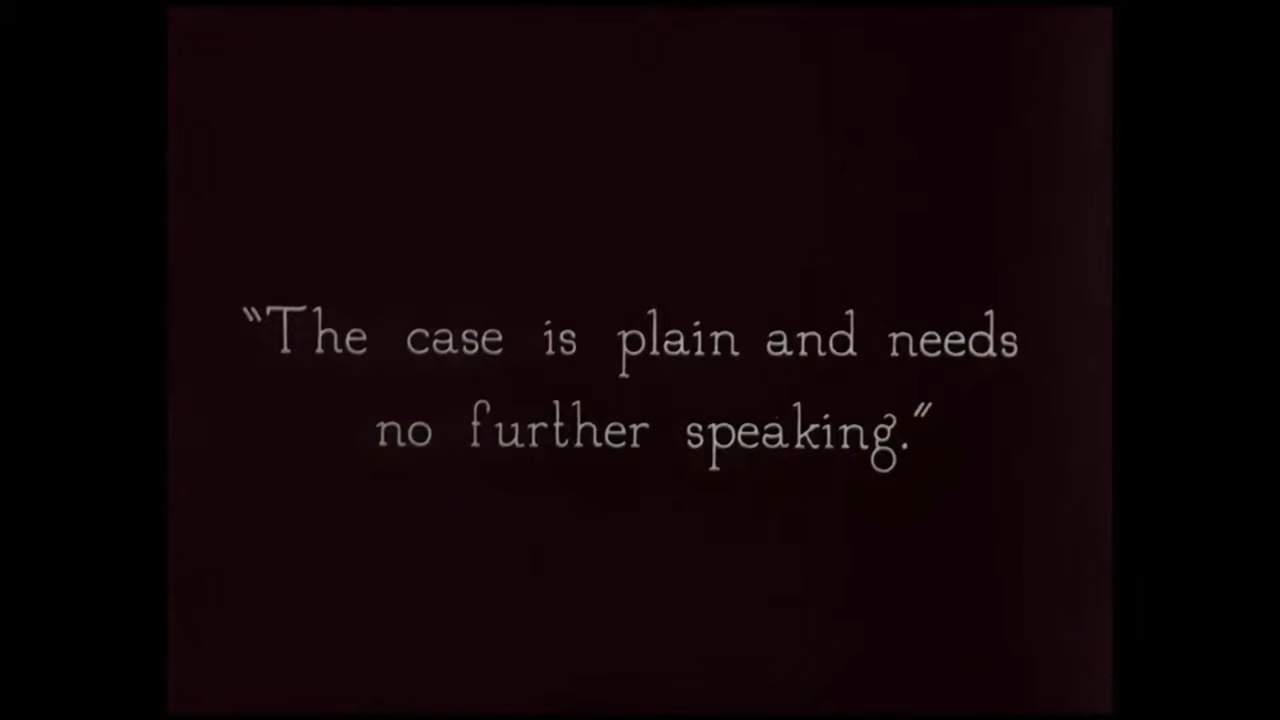 “The case is plain and needs
no further speaking.”